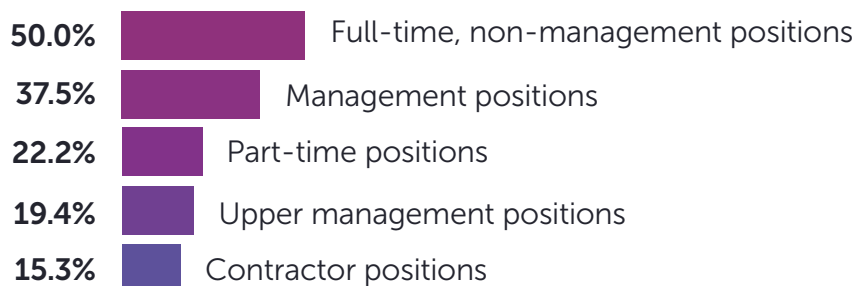 50.0% Full-time, non-management positions
37.5% Management positions
22.2% Part-time positions
19.4% Upper management positions
15.3% Contractor positions